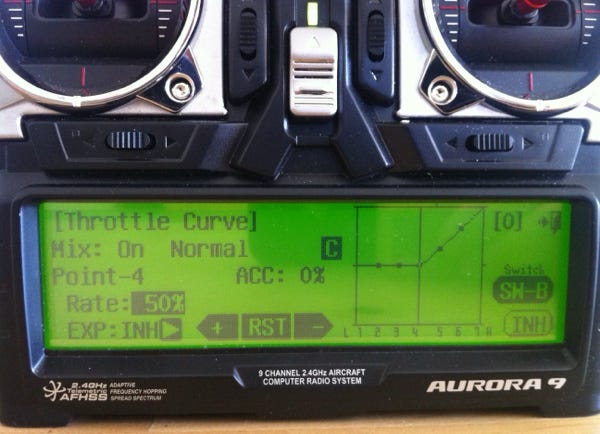 [Throttle Curve]
Mix: On Normal C
Point-4 ACC: 0%
Rate: 50%
EXP: INH
+ RST -
L 1 2 3 4 5 6 7 H
[0]
Switch
SW-B
INH
9 CHANNEL 2.4GHz AIRCRAFT
COMPUTER RADIO SYSTEM
2.4GHz
Telemetric
AFHSS
ADAPTIVE
FREQUENCY HOPPING
SPREAD SPECTRUM
AURORA 9